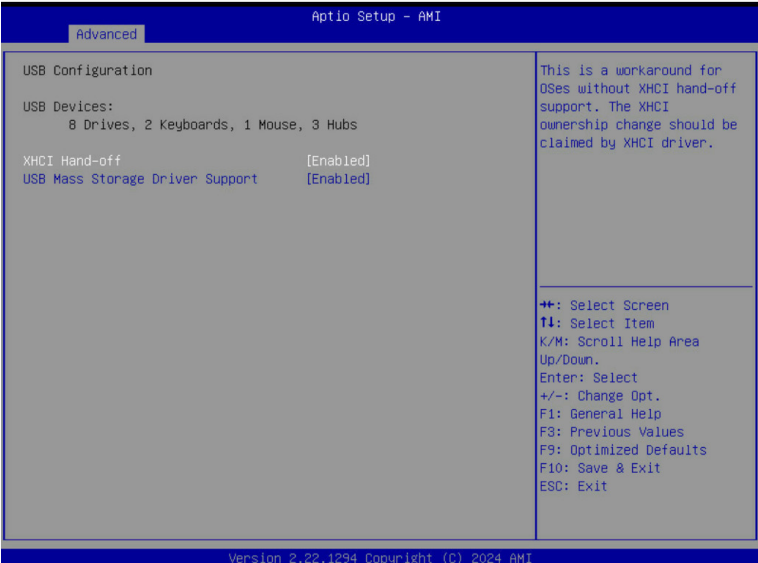 Aptio Setup – AMI
Advanced
USB Configuration
USB Devices:
8 Drives, 2 Keyboards, 1 Mouse, 3 Hubs
XHCI Hand-off [Enabled]
USB Mass Storage Driver Support [Enabled]
This is a workaround for
OSes without XHCI hand-off
support. The XHCI
ownership change should be
claimed by XHCI driver.
→←: Select Screen
↑↓: Select Item
K/M: Scroll Help Area
Up/Down.
Enter: Select
+/-: Change Opt.
F1: General Help
F3: Previous Values
F9: Optimized Defaults
F10: Save & Exit
ESC: Exit
Version 2.22.1294 Copyright (C) 2024 AMI